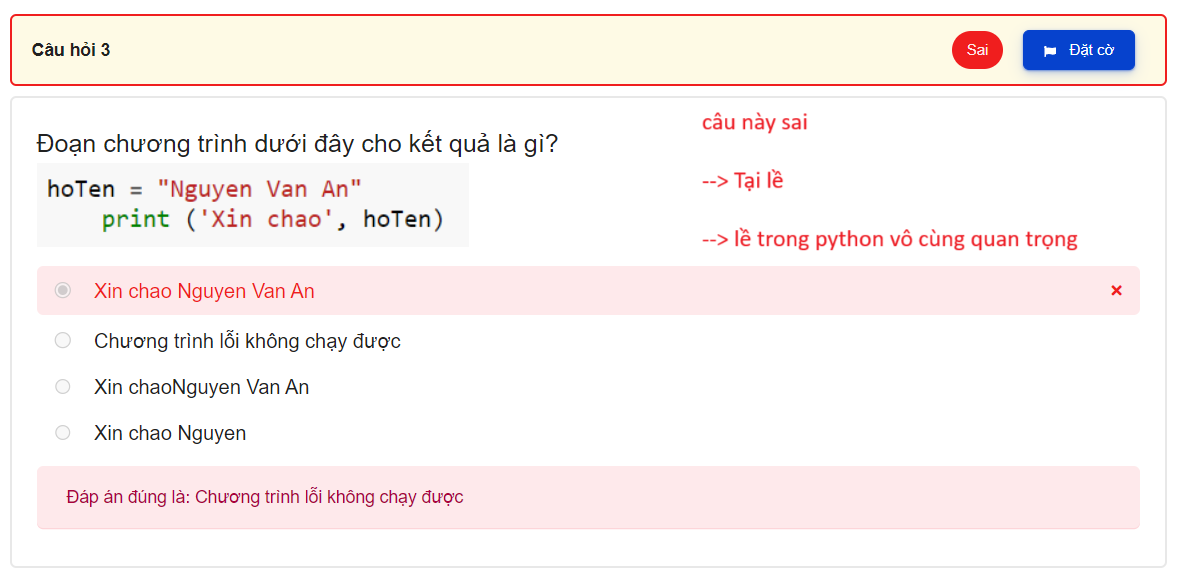 Câu hỏi 3
Sai
Đặt cờ
Đoạn chương trình dưới đây cho kết quả là gì?
câu này sai
hoTen = "Nguyen Van An"
--> Tại lề
    print ('Xin chao', hoTen)
--> lề trong python vô cùng quan trọng
Xin chao Nguyen Van An
Chương trình lỗi không chạy được
Xin chaoNguyen Van An
Xin chao Nguyen
Đáp án đúng là: Chương trình lỗi không chạy được